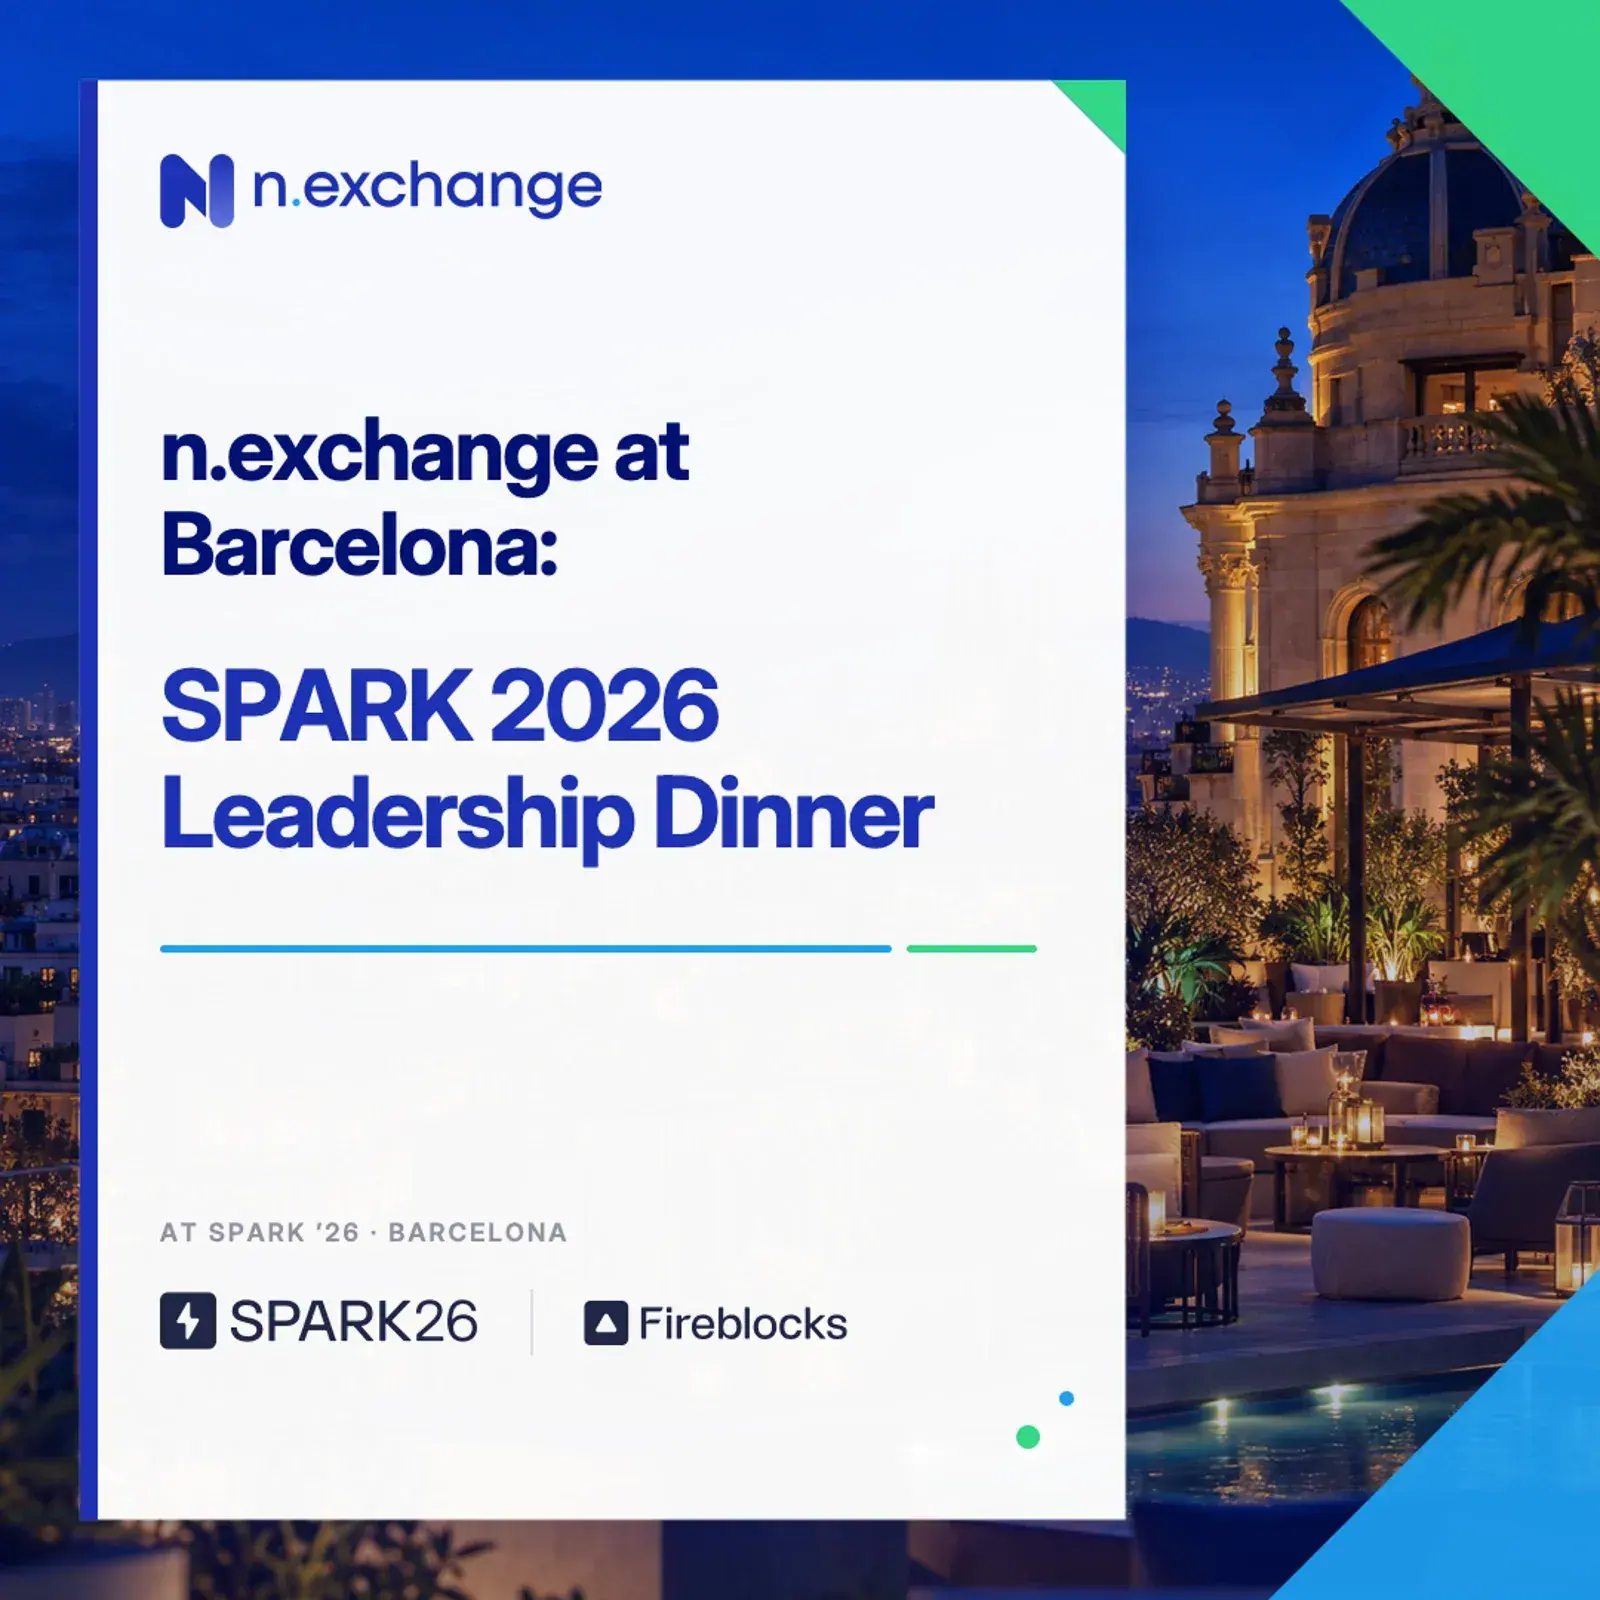 n.exchange
n.exchange at
Barcelona:
SPARK 2026
Leadership Dinner
AT SPARK ’26 · BARCELONA
SPARK26
Fireblocks